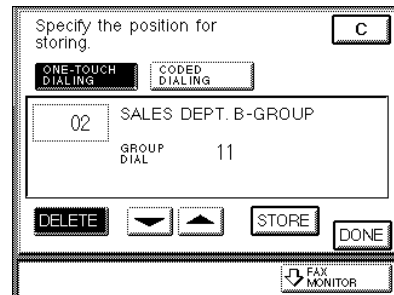 Specify the position for
storing.
C
ONE-TOUCH
DIALING
CODED
DIALING
02
SALES DEPT. B-GROUP
GROUP
DIAL
11
DELETE
STORE
DONE
FAX
MONITOR